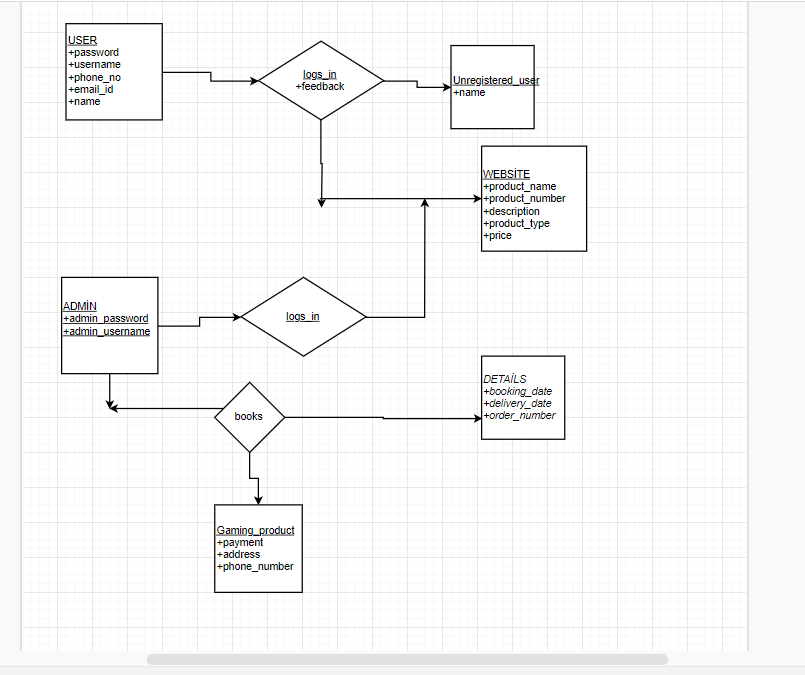 USER
+password
+username
+phone_no
+email_id
+name
logs_in
+feedback
Unregistered_user
+name
WEBSİTE
+product_name
+product_number
+description
+product_type
+price
ADMİN
+admin_password
+admin_username
logs_in
DETAİLS
+booking_date
+delivery_date
+order_number
books
Gaming_product
+payment
+address
+phone_number